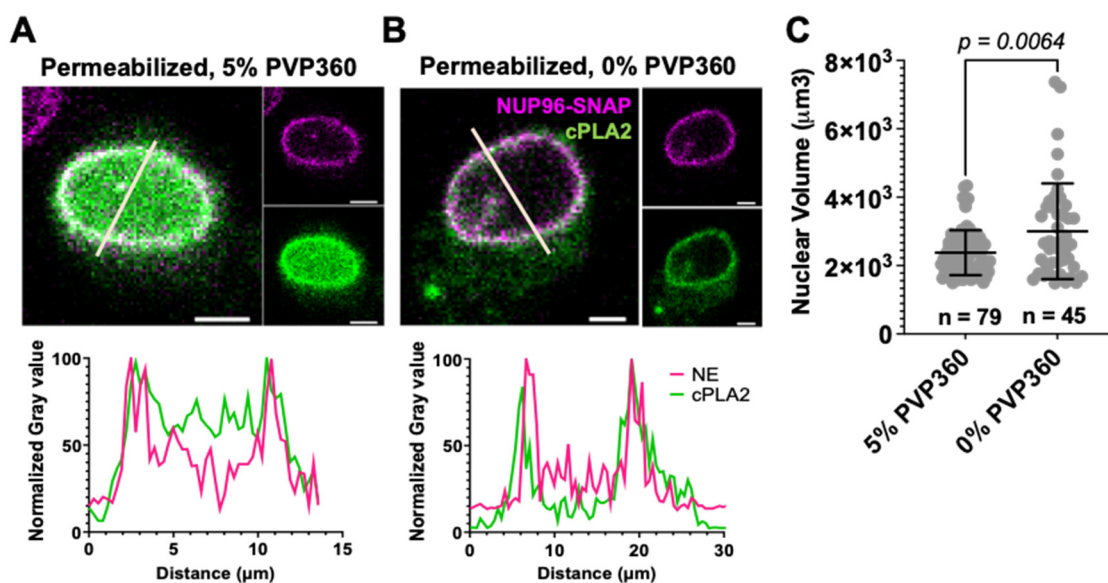 A
Permeabilized, 5% PVP360
B
Permeabilized, 0% PVP360
NUP96-SNAP
cPLA2
C
p = 0.0064
8×10³
6×10³
4×10³
2×10³
0
Nuclear Volume (μm3)
n = 79
n = 45
5% PVP360
0% PVP360
Normalized Gray value
100
50
0
0
5
10
15
Distance (μm)
Normalized Gray value
100
50
0
0
10
20
30
Distance (μm)
NE
cPLA2